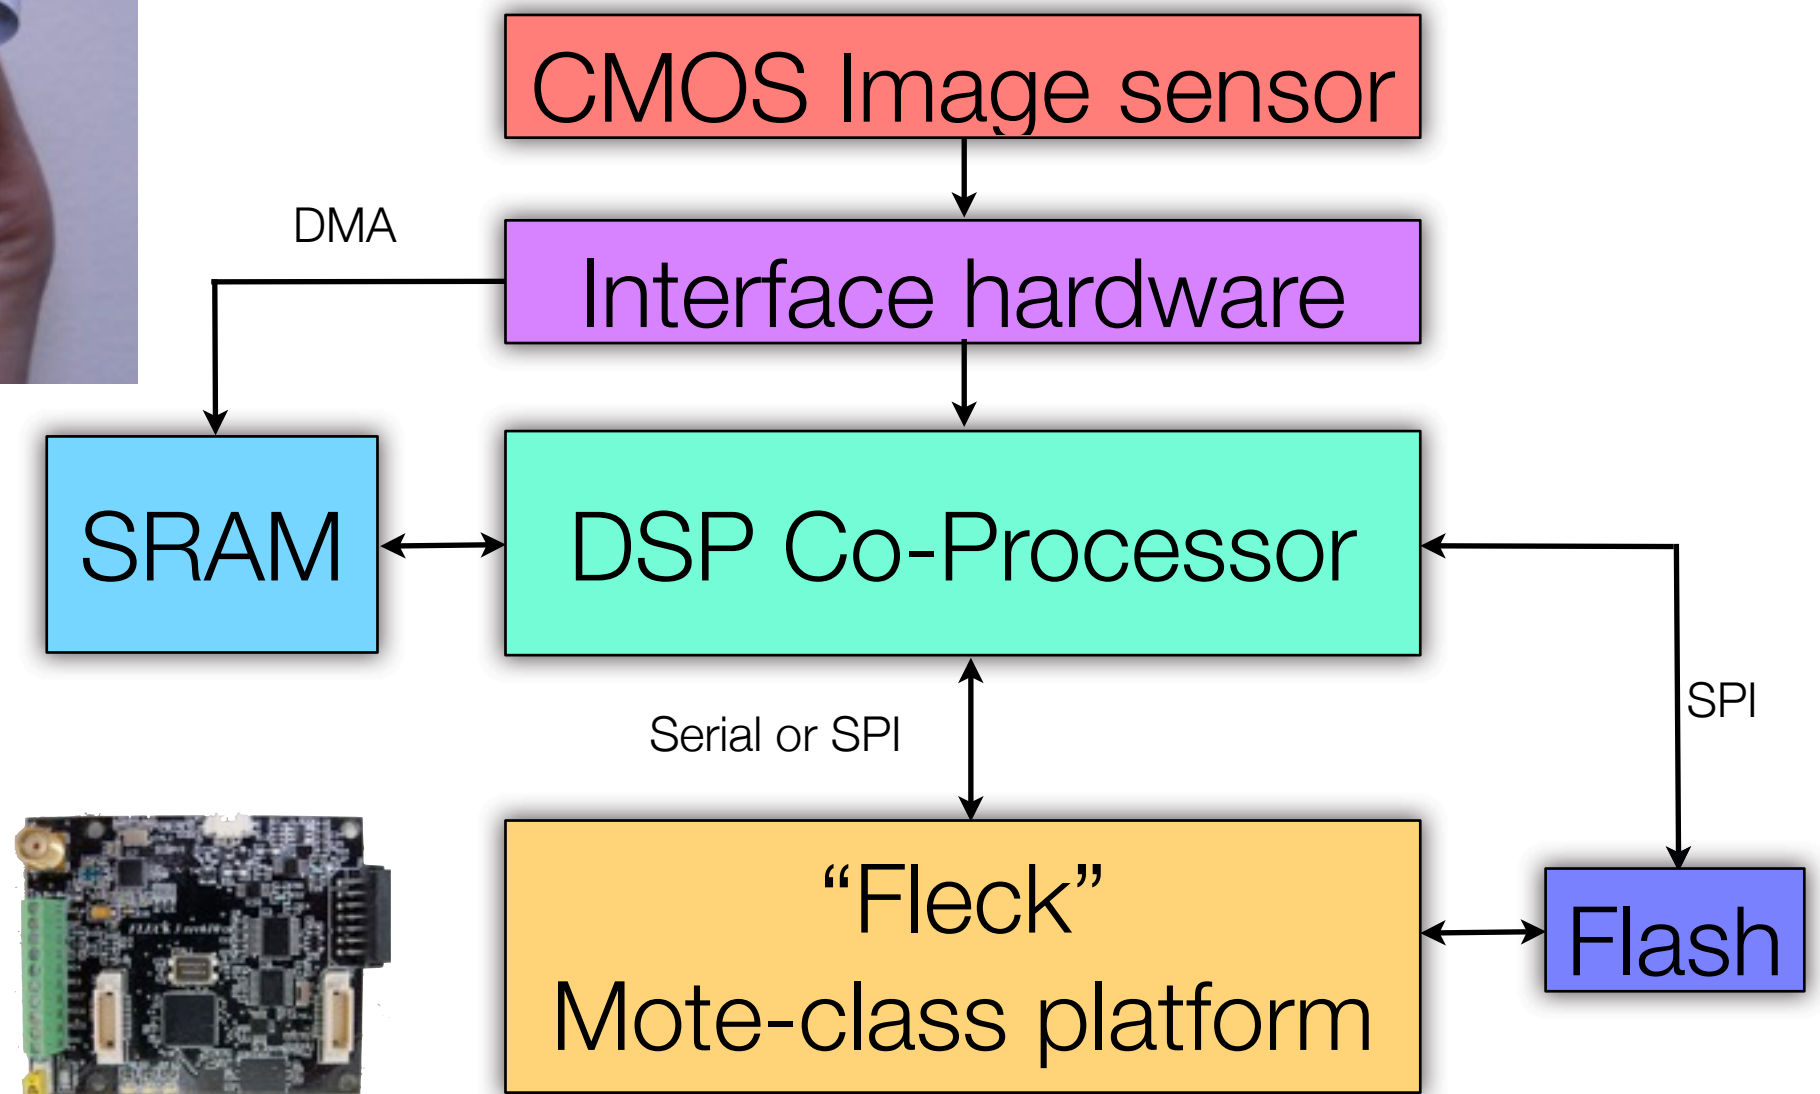 CMOS Image sensor
DMA
Interface hardware
SRAM
DSP Co-Processor
Serial or SPI
SPI
“Fleck”
Mote-class platform
Flash
FLECK